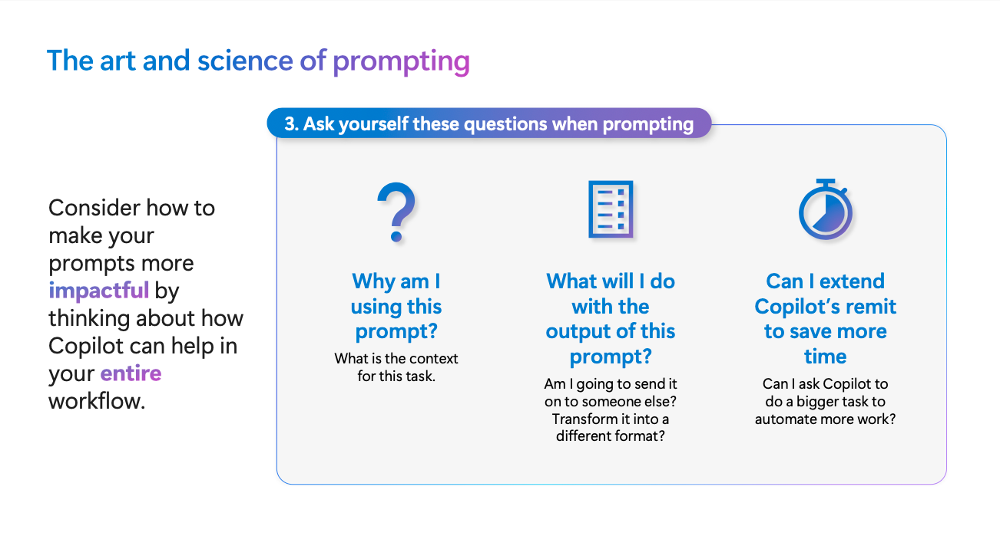 The art and science of prompting
3. Ask yourself these questions when prompting
Consider how to
make your
prompts more
impactful by
thinking about how
Copilot can help in
your entire
workflow.
Why am I
using this
prompt?
What is the context
for this task.
What will I do
with the
output of this
prompt?
Am I going to send it
on to someone else?
Transform it into a
different format?
Can I extend
Copilot’s remit
to save more
time
Can I ask Copilot to
do a bigger task to
automate more work?